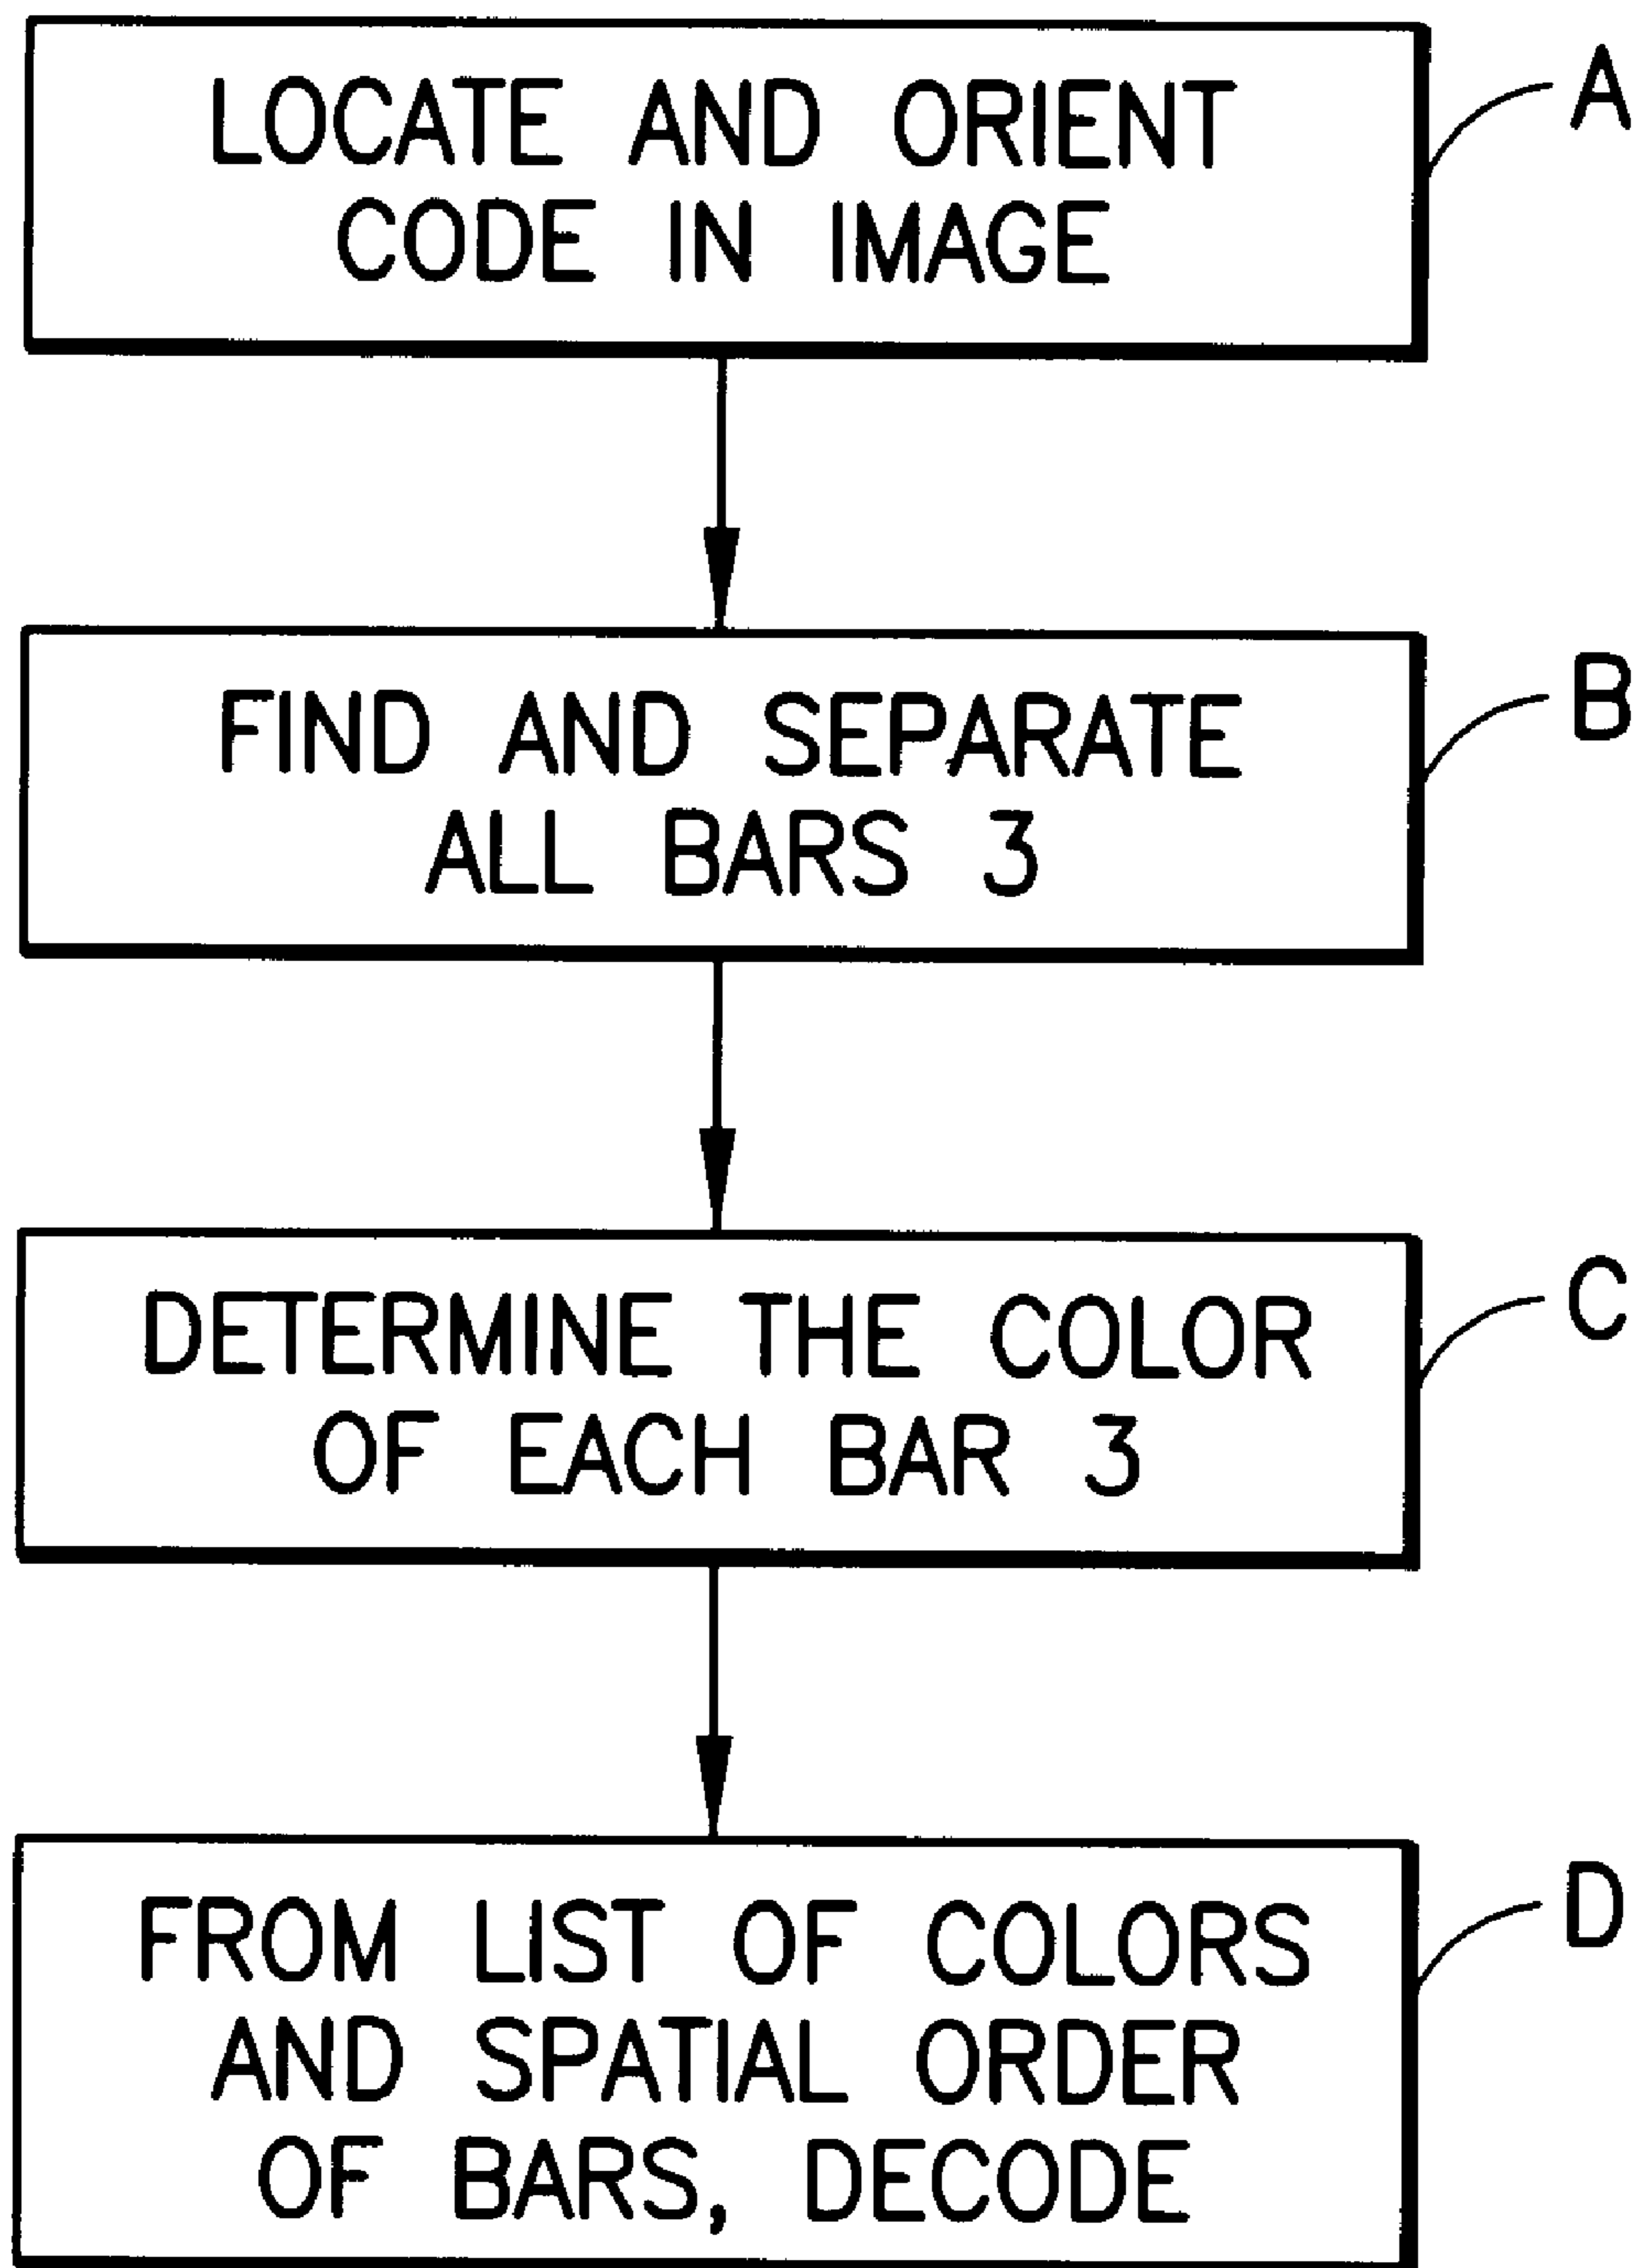 LOCATE AND ORIENT
CODE IN IMAGE
A
FIND AND SEPARATE
ALL BARS 3
B
DETERMINE THE COLOR
OF EACH BAR 3
C
FROM LIST OF COLORS
AND SPATIAL ORDER
OF BARS, DECODE
D